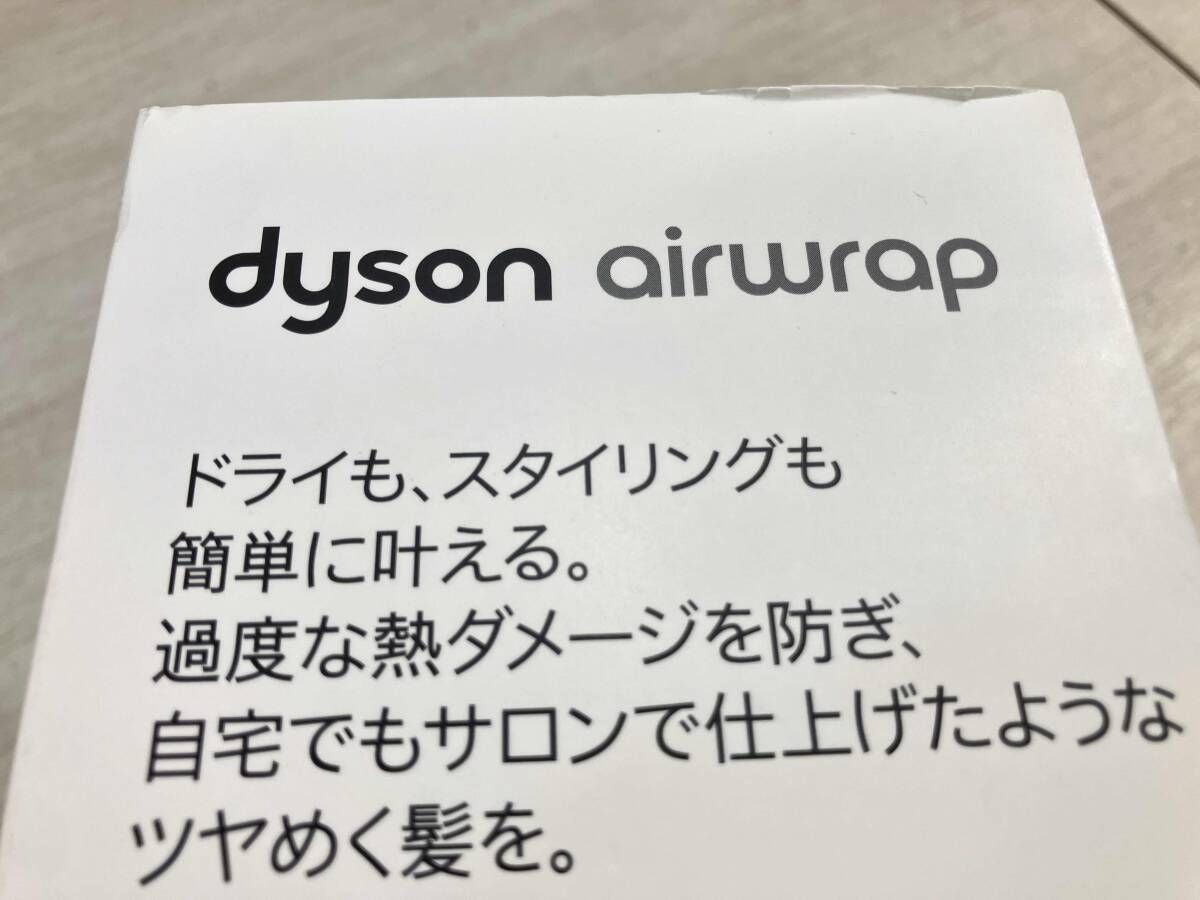 dyson airwrap
ドライも、スタイリングも
簡単に叶える。
過度な熱ダメージを防ぎ、
自宅でもサロンで仕上げたような
ツヤめく髪を。